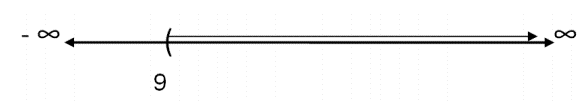 - ∞ ( ∞
9